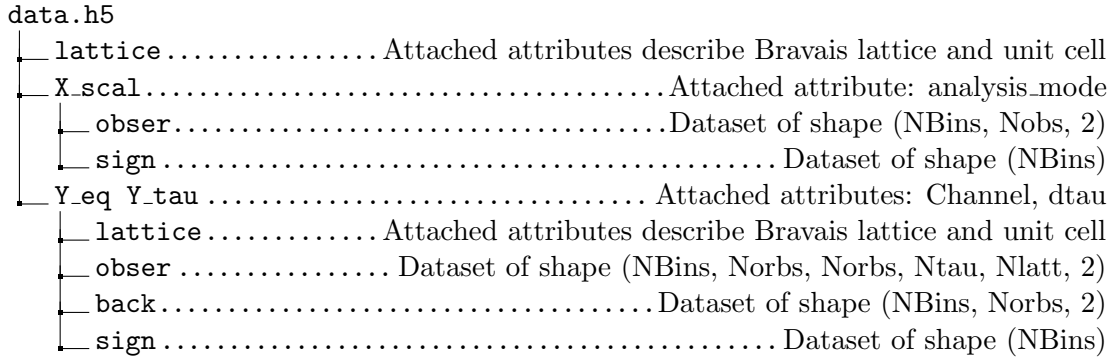 data.h5
lattice................Attached attributes describe Bravais lattice and unit cell
X_scal........................................Attached attribute: analysis_mode
obser......................................Dataset of shape (NBins, Nobs, 2)
sign...............................................Dataset of shape (NBins)
Y_eq Y_tau..................................Attached attributes: Channel, dtau
lattice.............Attached attributes describe Bravais lattice and unit cell
obser................Dataset of shape (NBins, Norbs, Norbs, Ntau, Nlatt, 2)
back......................................Dataset of shape (NBins, Norbs, 2)
sign...............................................Dataset of shape (NBins)